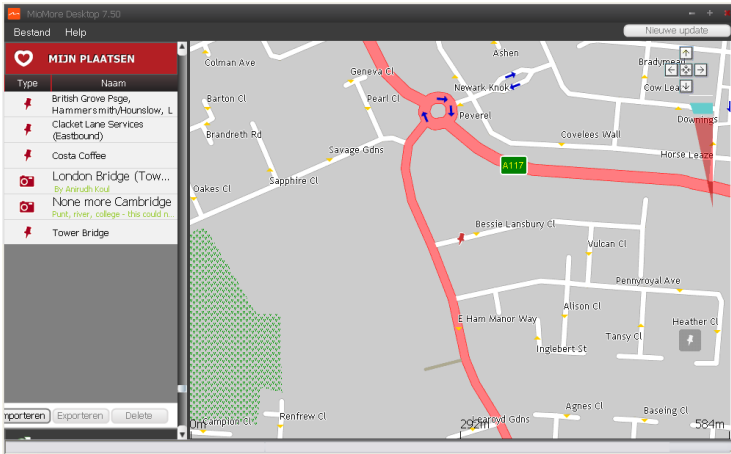 MioMore Desktop 7.50
Bestand Help
Nieuwe update
MIJN PLAATSEN
Type Naam
British Grove Psge,
Hammersmith/Hounslow, L
Clacket Lane Services
(Eastbound)
Costa Coffee
London Bridge (Tow...
By Anirudh Koul
None more Cambridge
Punt, river, college - this could n...
Tower Bridge
mporteren Exporteren Delete
Colman Ave
Geneva Cl
Ashen
Bradymead
Newark Knok
Cow Lea
Barton Cl
Pearl Cl
Peverel
Downings
Brandreth Rd
Covelees Wall
Savage Gdns
Horse Leaze
A117
Sapphire Cl
Oakes Cl
Bessie Lansbury Cl
Vulcan Cl
Pennyroyal Ave
Alison Cl
E Ham Manor Way
Heather Cl
Tansy Cl
Inglebert St
Agnes Cl
Baseing Cl
Renfrew Cl
Campion Cl
Gdns
0m
292m
584m